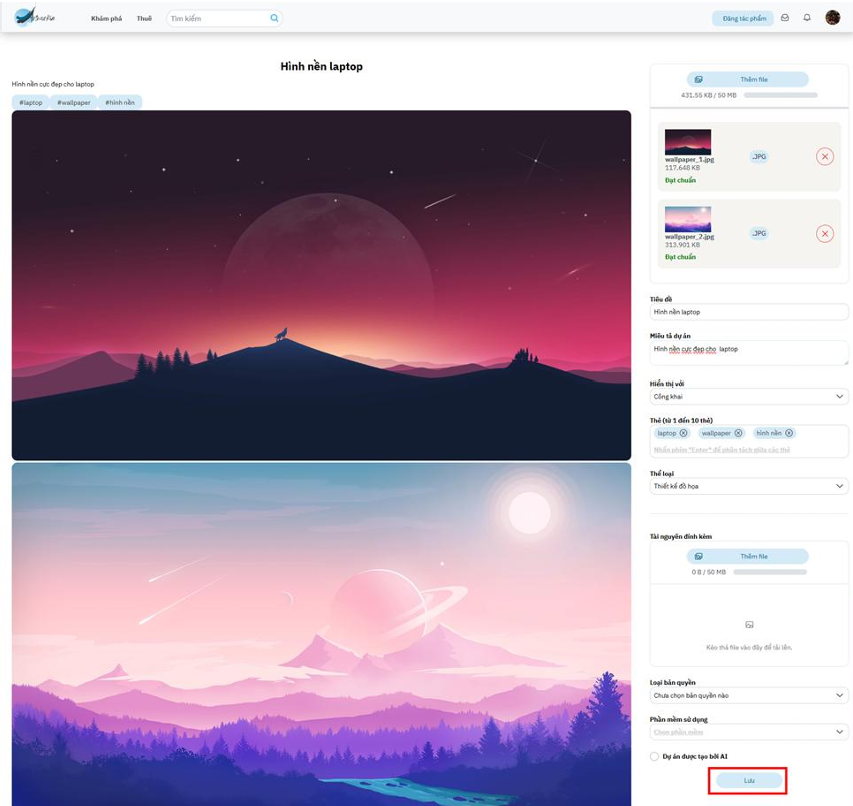 Khám phá
Thuê
Tìm kiếm
Đăng tác phẩm
Hình nền laptop
Hình nền cực đẹp cho laptop
#laptop
#wallpaper
#hình nền
Thêm file
431.55 KB / 50 MB
wallpaper_1.jpg
117.648 KB
Đạt chuẩn
.JPG
wallpaper_2.jpg
313.901 KB
Đạt chuẩn
.JPG
Tiêu đề
Hình nền laptop
Miêu tả dự án
Hình nền cực đẹp cho laptop
Hiển thị với
Công khai
Thẻ (từ 1 đến 10 thẻ)
laptop
wallpaper
hình nền
Nhấn phím "Enter" để phân tách giữa các thẻ
Thể loại
Thiết kế đồ họa
Tài nguyên đính kèm
Thêm file
0 B / 50 MB
Kéo thả file vào đây để tải lên.
Loại bản quyền
Chưa chọn bản quyền nào
Phần mềm sử dụng
Chọn phần mềm
Dự án được tạo bởi AI
Lưu